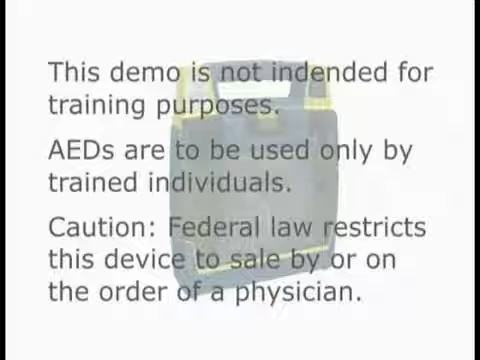 This demo is not indended for
training purposes.
AEDs are to be used only by
trained individuals.
Caution: Federal law restricts
this device to sale by or on
the order of a physician.